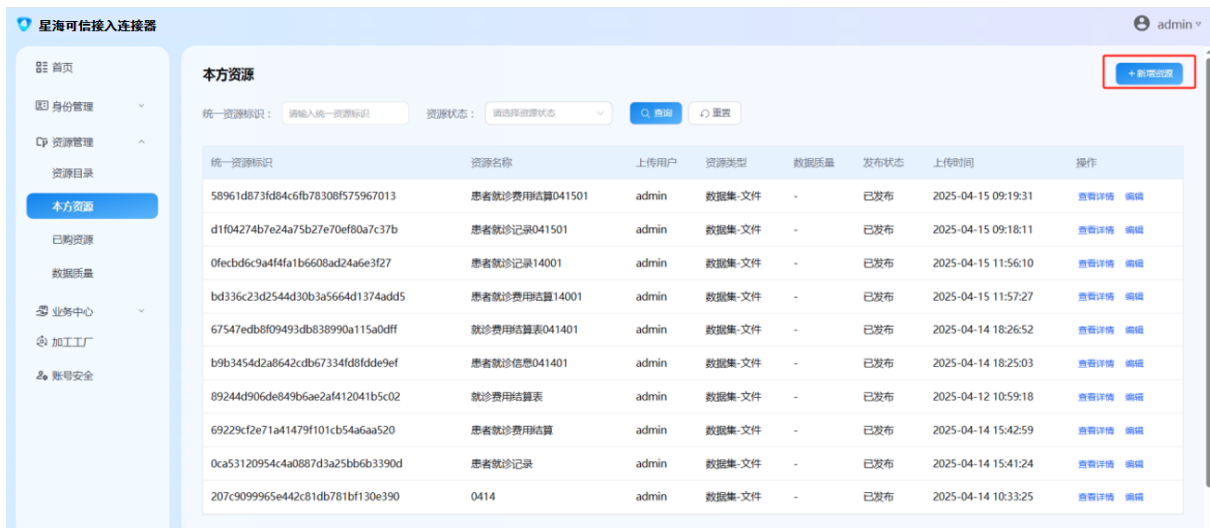 星海可信接入连接器
admin
首页
身份管理
资源管理
资源目录
本方资源
已购资源
数据质量
业务中心
加工工厂
账号安全
本方资源
+新增资源
统一资源标识： 请输入统一资源标识 资源状态： 请选择资源状态 查询 重置
统一资源标识 资源名称 上传用户 资源类型 数据质量 发布状态 上传时间 操作
58961d873fd84c6fb78308f575967013 患者就诊费用结算041501 admin 数据集-文件 - 已发布 2025-04-15 09:19:31 查看详情 编辑
d1f04274b7e24a75b27e70ef80a7c37b 患者就诊记录041501 admin 数据集-文件 - 已发布 2025-04-15 09:18:11 查看详情 编辑
0fecbd6c9a4f4fa1b6608ad24a6e3f27 患者就诊记录14001 admin 数据集-文件 - 已发布 2025-04-15 11:56:10 查看详情 编辑
bd336c23d2544d30b3a5664d1374add5 患者就诊费用结算14001 admin 数据集-文件 - 已发布 2025-04-15 11:57:27 查看详情 编辑
67547edb8f09493db838990a115a0dff 就诊费用结算表041401 admin 数据集-文件 - 已发布 2025-04-14 18:26:52 查看详情 编辑
b9b3454d2a8642cdb67334fd8fdde9ef 患者就诊信息041401 admin 数据集-文件 - 已发布 2025-04-14 18:25:03 查看详情 编辑
89244d906de849b6ae2af412041b5c02 就诊费用结算表 admin 数据集-文件 - 已发布 2025-04-12 10:59:18 查看详情 编辑
69229cf2e71a41479f101cb54a6aa520 患者就诊费用结算 admin 数据集-文件 - 已发布 2025-04-14 15:42:59 查看详情 编辑
0ca53120954c4a0887d3a25bb6b3390d 患者就诊记录 admin 数据集-文件 - 已发布 2025-04-14 15:41:24 查看详情 编辑
207c9099965e442c81db781bf130e390 0414 admin 数据集-文件 - 已发布 2025-04-14 10:33:25 查看详情 编辑